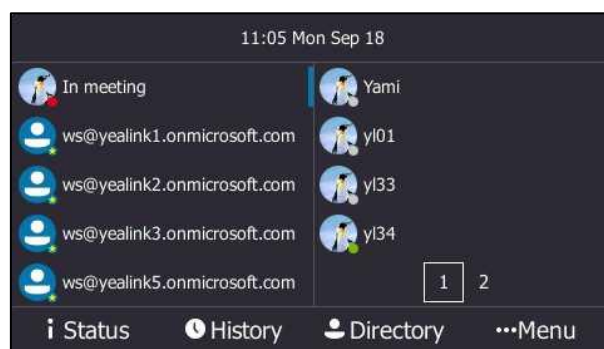 11:05 Mon Sep 18
In meeting
ws@yealink1.onmicrosoft.com
ws@yealink2.onmicrosoft.com
ws@yealink3.onmicrosoft.com
ws@yealink5.onmicrosoft.com
Yami
yl01
yl33
yl34
1 2
i Status History Directory •••Menu